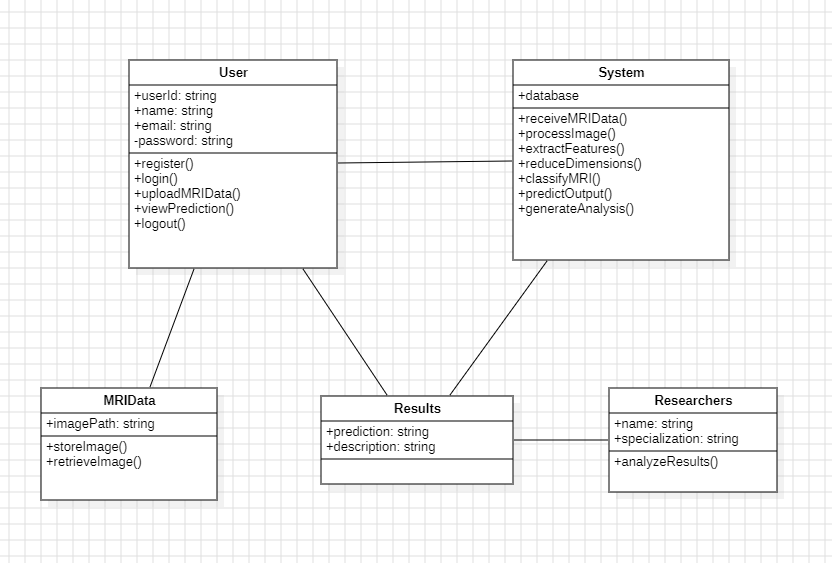 User
+userId: string
+name: string
+email: string
-password: string
+register()
+login()
+uploadMRIData()
+viewPrediction()
+logout()
System
+database
+receiveMRIData()
+processImage()
+extractFeatures()
+reduceDimensions()
+classifyMRI()
+predictOutput()
+generateAnalysis()
MRIData
+imagePath: string
+storeImage()
+retrieveImage()
Results
+prediction: string
+description: string
Researchers
+name: string
+specialization: string
+analyzeResults()